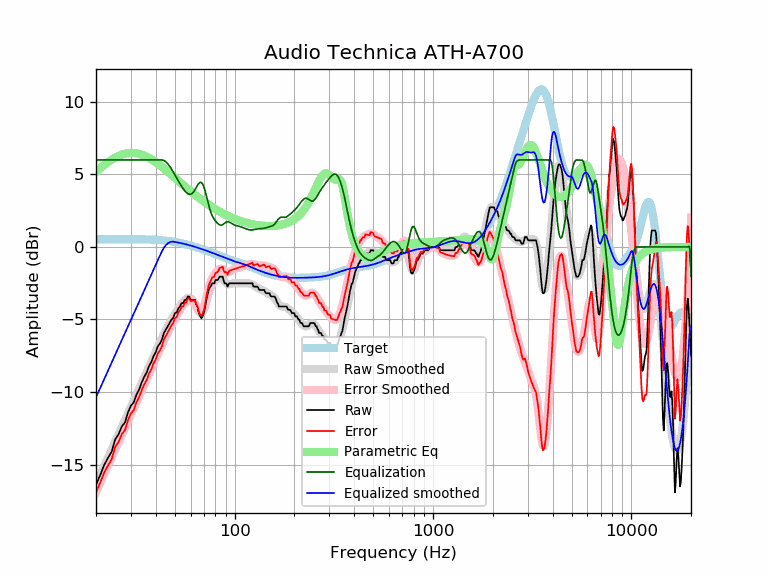 Audio Technica ATH-A700
10
5
0
−5
−10
−15
Amplitude (dBr)
Target
Raw Smoothed
Error Smoothed
Raw
Error
Parametric Eq
Equalization
Equalized smoothed
100
1000
10000
Frequency (Hz)